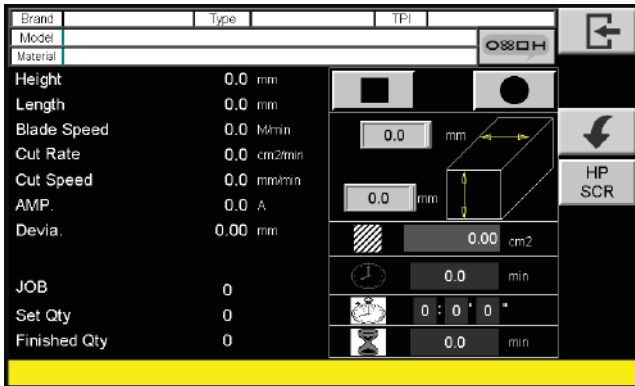 Brand Type TPI
Model
Material
Height 0.0 mm
Length 0.0 mm
Blade Speed 0.0 M/min
0.0 mm
Cut Rate 0.0 cm2/min
Cut Speed 0.0 mm/min
HP
SCR
AMP. 0.0 A
0.0 mm
Devia. 0.00 mm
0.00 cm2
0.0 min
JOB 0
Set Qty 0
0 : 0 ' 0 "
Finished Qty 0
0.0 min